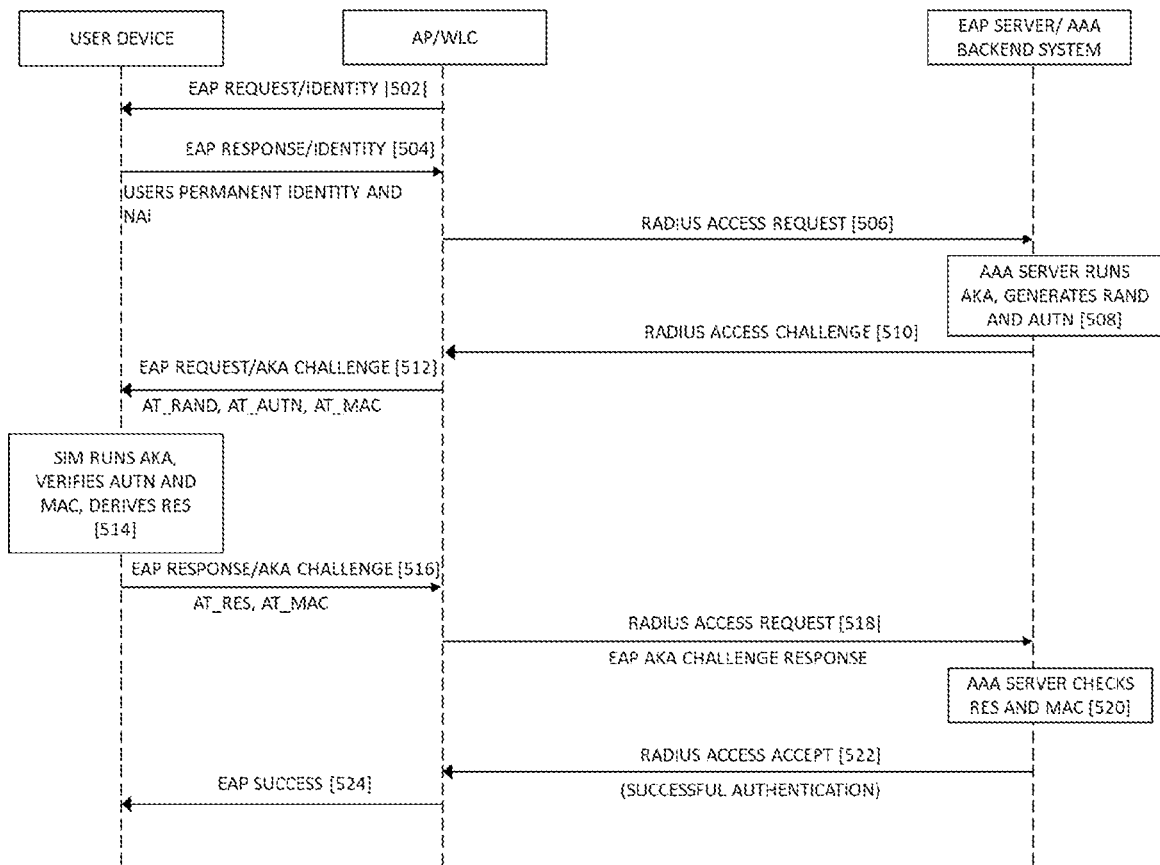 USER DEVICE
AP/WLC
EAP SERVER/ AAA
BACKEND SYSTEM
EAP REQUEST/IDENTITY [502]
EAP RESPONSE/IDENTITY [504]
USERS PERMANENT IDENTITY AND
NAI
RADIUS ACCESS REQUEST [506]
AAA SERVER RUNS
AKA, GENERATES RAND
AND AUTN [508]
RADIUS ACCESS CHALLENGE [510]
EAP REQUEST/AKA CHALLENGE [512]
AT_RAND, AT_AUTN, AT_MAC
SIM RUNS AKA,
VERIFIES AUTN AND
MAC, DERIVES RES
[514]
EAP RESPONSE/AKA CHALLENGE [516]
AT_RES, AT_MAC
RADIUS ACCESS REQUEST [518]
EAP AKA CHALLENGE RESPONSE
AAA SERVER CHECKS
RES AND MAC [520]
RADIUS ACCESS ACCEPT [522]
(SUCCESSFUL AUTHENTICATION)
EAP SUCCESS [524]